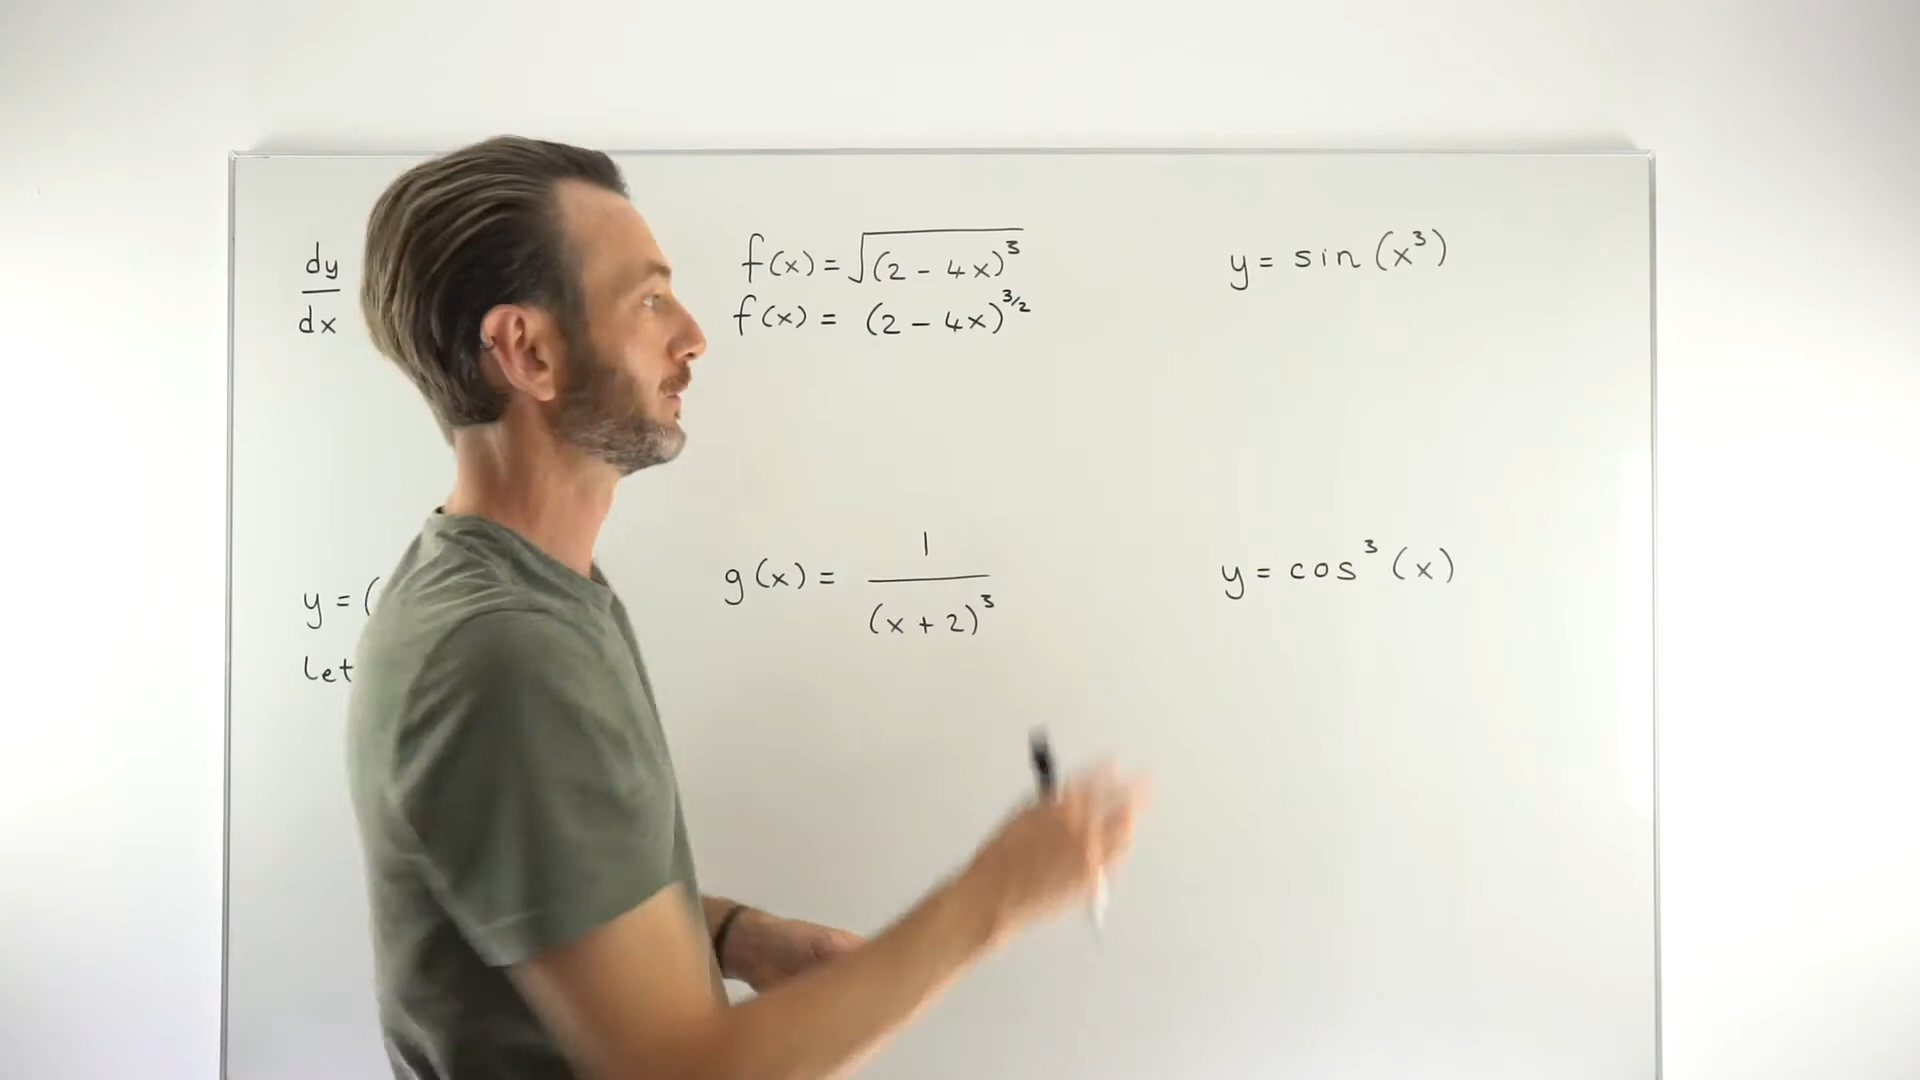 dy
dx
y = (
let
f(x) = √(2 - 4x)³
f(x) = (2 - 4x)^3/2
g(x) = 1
(x + 2)³
y = sin (x³)
y = cos³ (x)